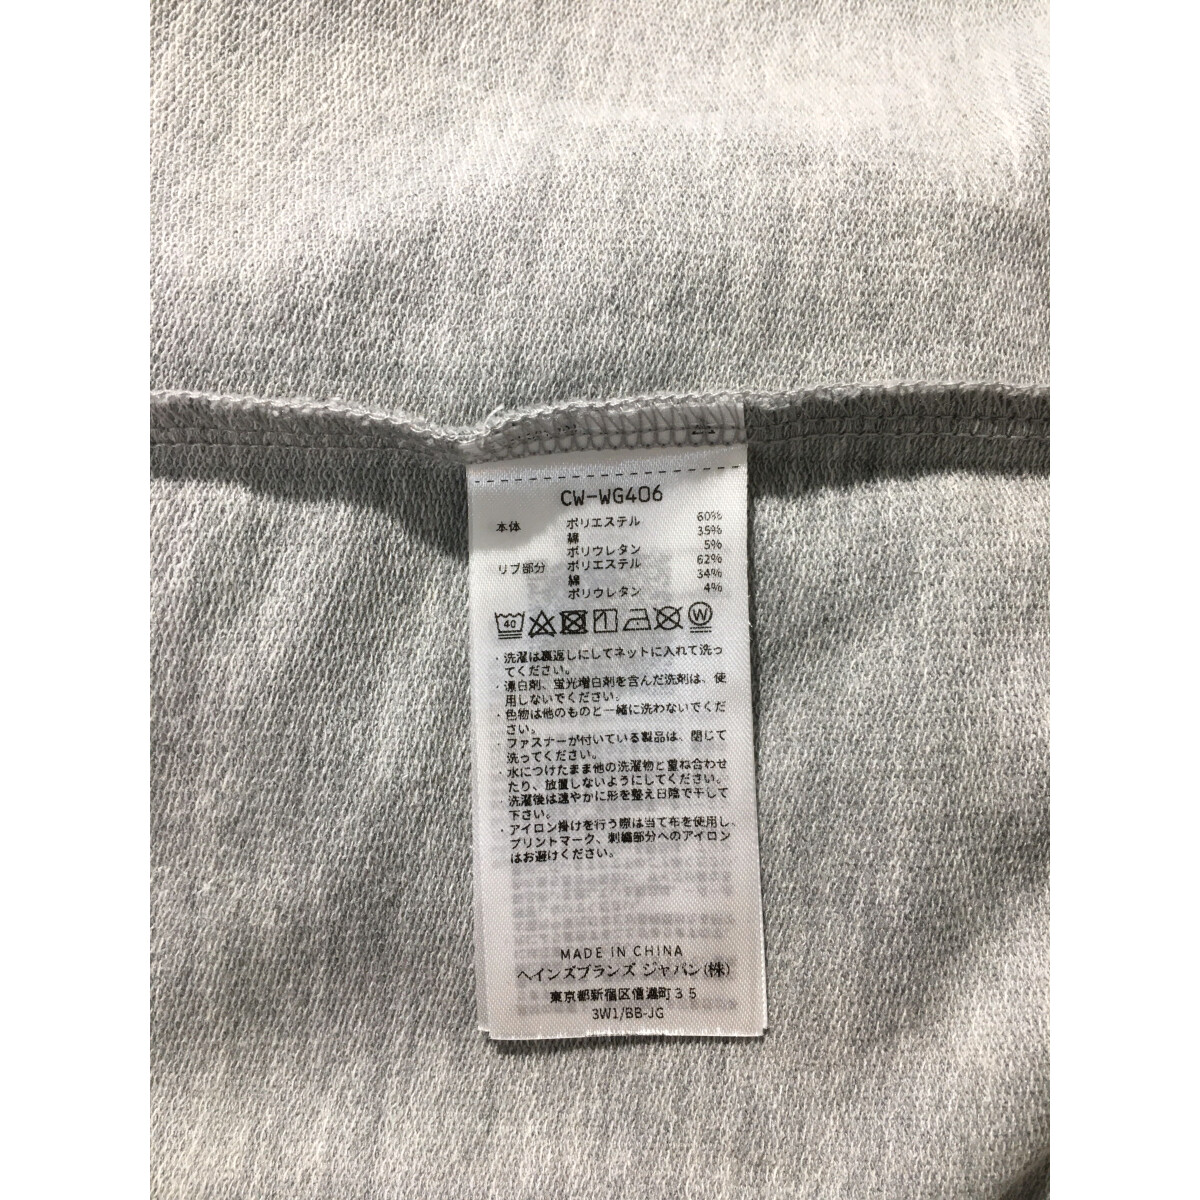 CW-WG406
本体 ポリエステル 60%
綿 35%
ポリウレタン 5%
リブ部分 ポリエステル 62%
綿 34%
ポリウレタン 4%
40 W
・洗濯は裏返しにしてネットに入れて洗っ
てください。
・漂白剤、蛍光増白剤を含んだ洗剤は、使
用しないでください。
・色物は他のものと一緒に洗わないでくだ
さい。
・ファスナーが付いている製品は、閉じて
洗ってください。
・水につけたまま他の洗濯物と重ね合わせ
たり、放置しないようにしてください。
・洗濯後は速やかに形を整え日陰で干して
下さい。
・アイロン掛けを行う際は当て布を使用し、
プリントマーク、刺繍部分へのアイロン
はお避けください。
MADE IN CHINA
ヘインズブランズ ジャパン(株)
東京都新宿区信濃町35
3W1/BB-JG